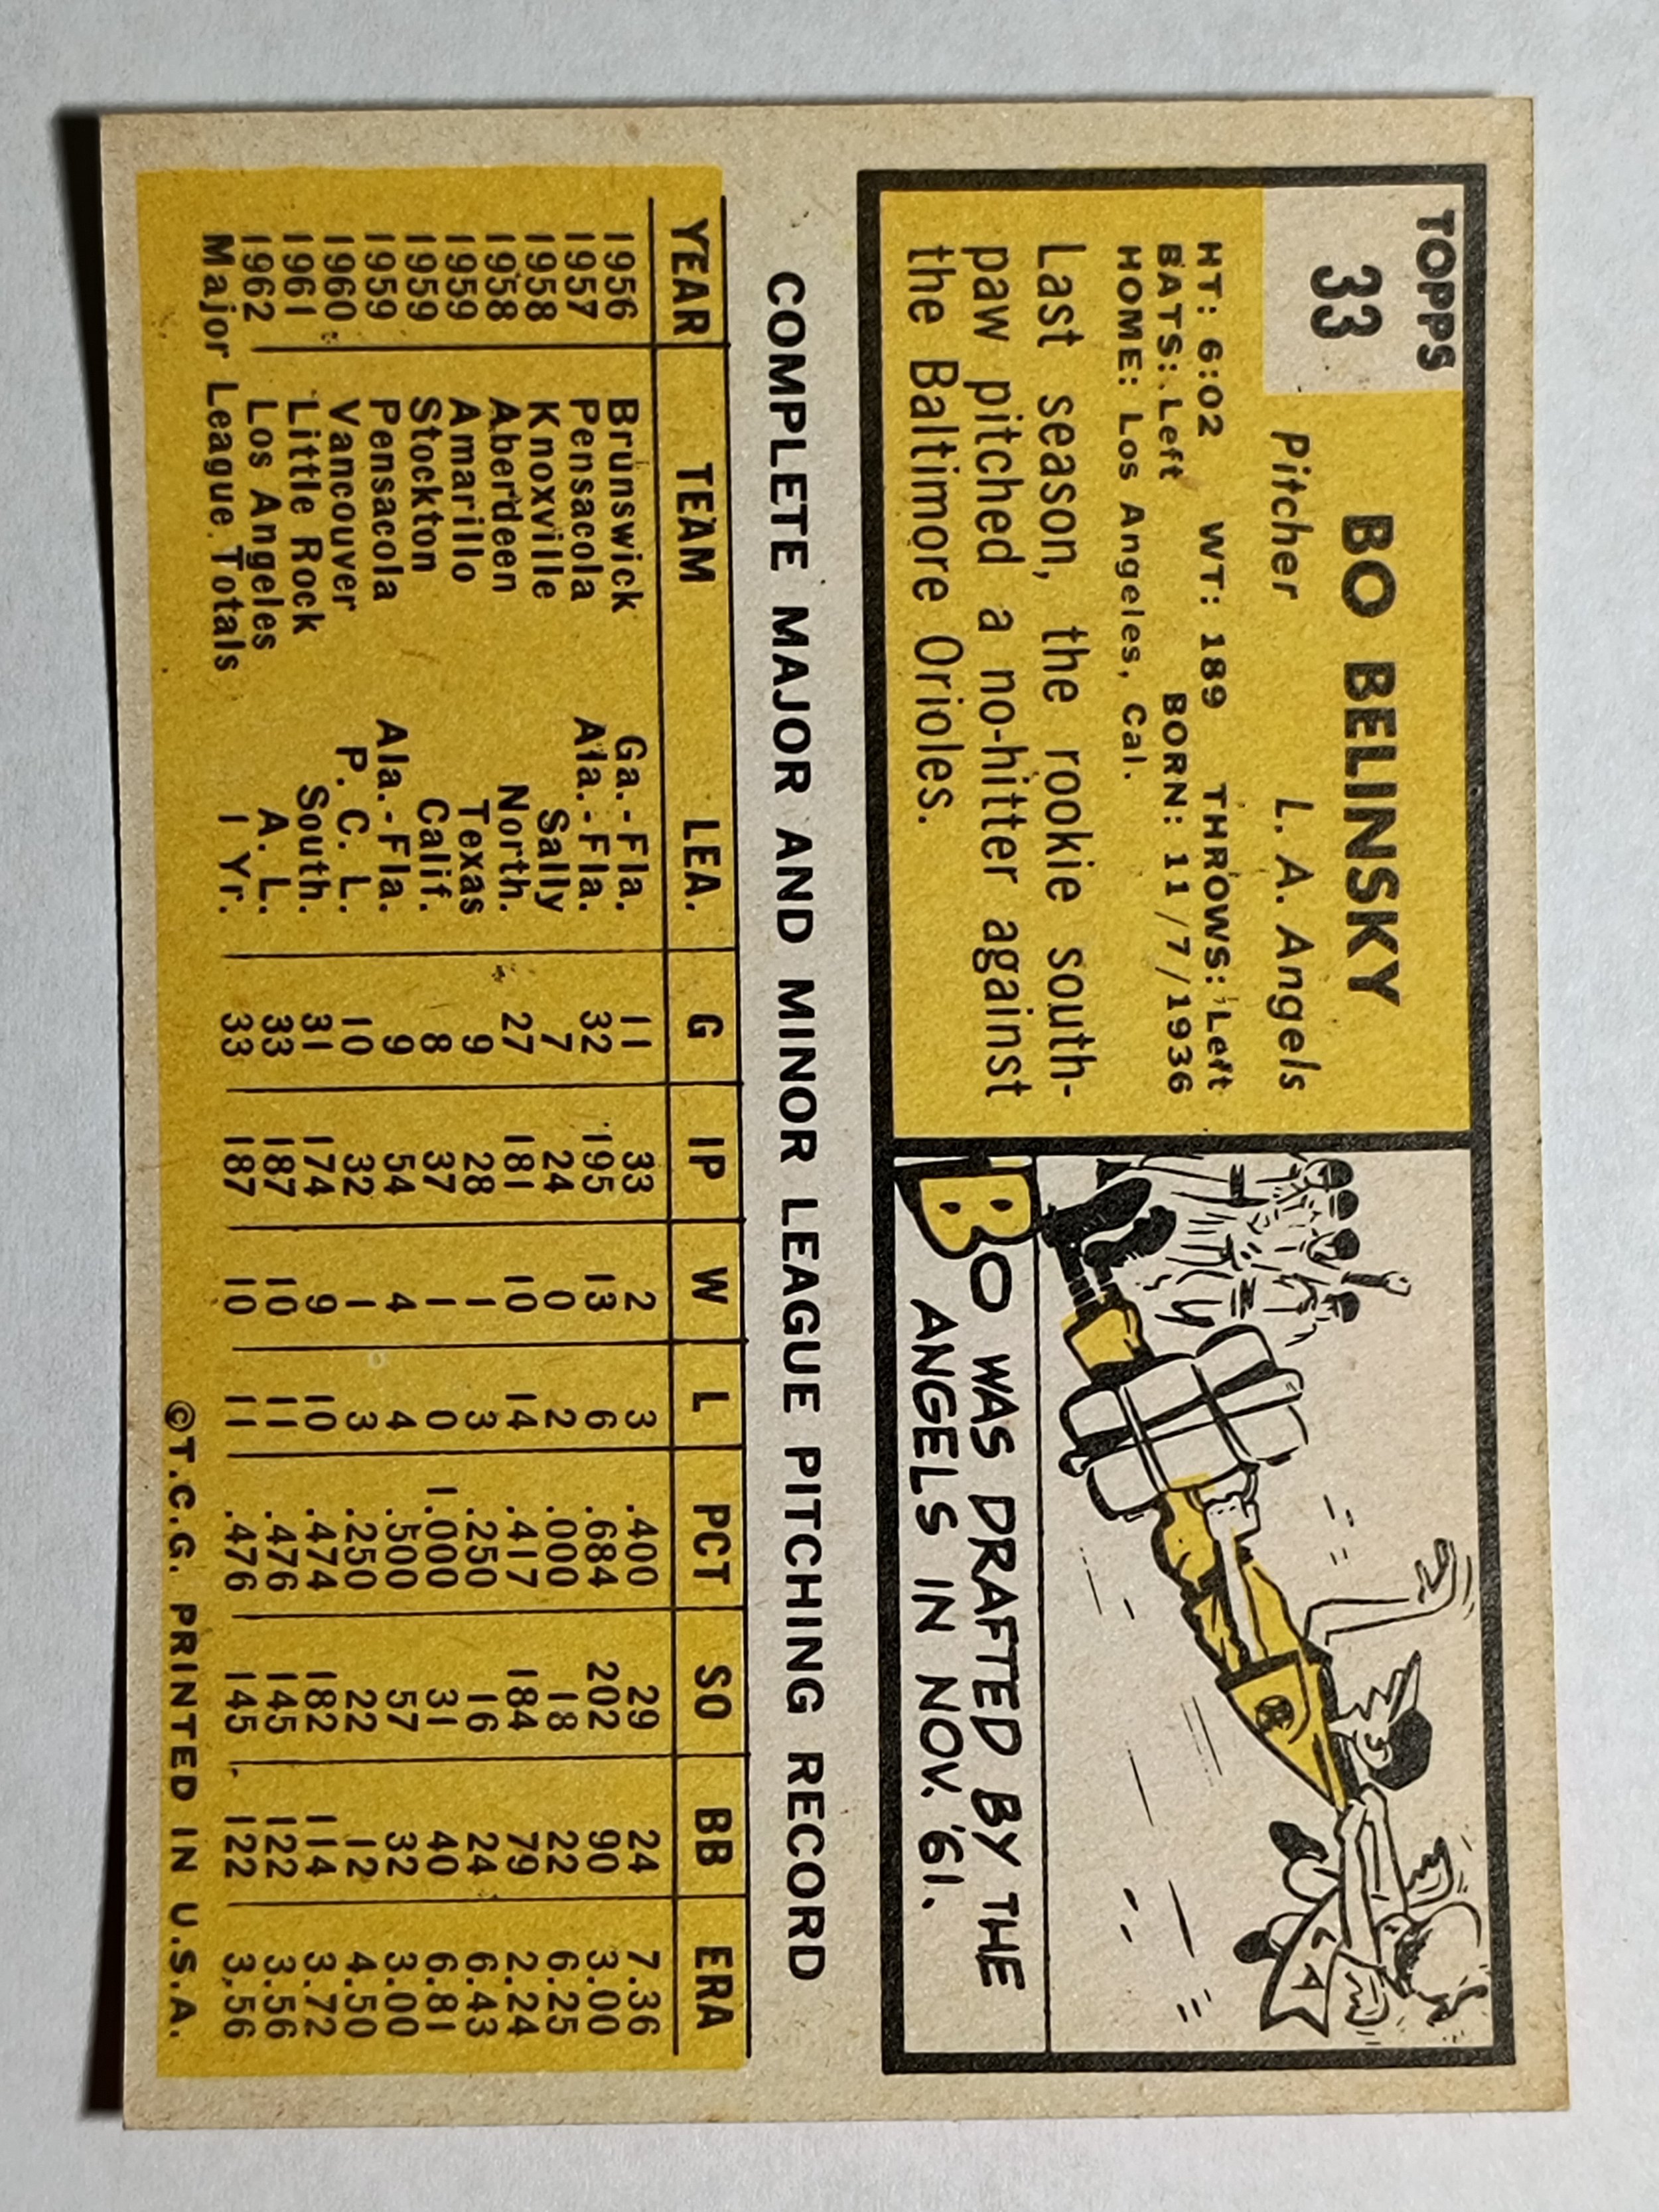 TOPPS
33
BO BELINSKY
Pitcher L. A. Angels
HT: 6:02 WT: 189 THROWS: Left
BATS: Left BORN: 11/7/1936
HOME: Los Angeles, Cal.
Last season, the rookie south-
paw pitched a no-hitter against
the Baltimore Orioles.
BO WAS DRAFTED BY THE
ANGELS IN NOV. '61.
COMPLETE MAJOR AND MINOR LEAGUE PITCHING RECORD
YEAR TEAM LEA. G IP W L PCT SO BB ERA
1956 Brunswick Ga.-Fla. 11 33 2 3 .400 29 24 7.36
1957 Pensacola Ala.-Fla. 32 195 13 6 .684 202 90 3.00
1958 Knoxville Sally 7 24 0 2 .000 18 22 6.25
1958 Aberdeen North. 27 181 10 14 .417 184 79 2.24
1959 Amarillo Texas 9 28 1 3 .250 16 24 6.43
1959 Stockton Calif. 8 37 1 0 1.000 31 40 6.81
1959 Pensacola Ala.-Fla. 9 54 4 4 .500 57 32 3.00
1960 Vancouver P. C. L. 10 32 1 3 .250 22 12 4.50
1961 Little Rock South. 31 174 9 10 .474 182 114 3.72
1962 Los Angeles A. L. 33 187 10 11 .476 145 122 3.56
Major League Totals 1 Yr. 33 187 10 11 .476 145 122 3.56
©T.C.G. PRINTED IN U.S.A.